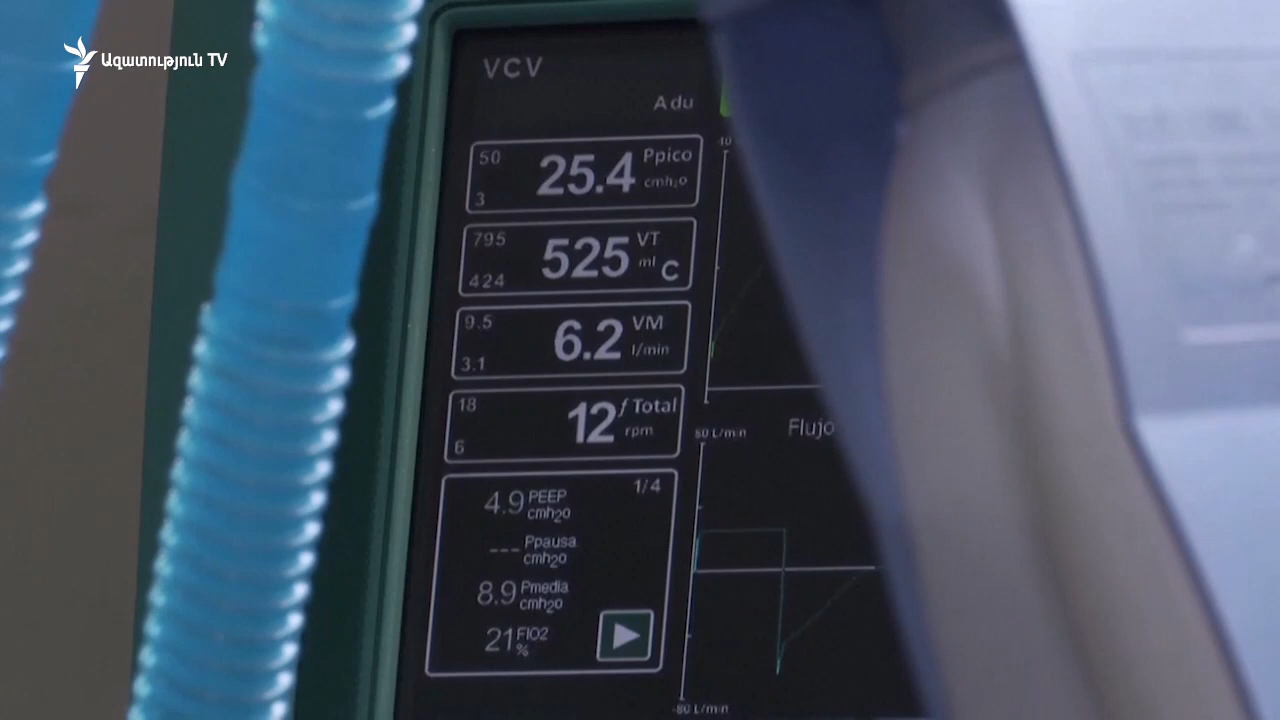 Ազատություն TV
VCV
Adu
50 25.4 Ppico
3 cmh2o
795 525 VT
424 ml C
9.5 6.2 VM
3.1 l/min
18 12 f Total
6 rpm
1/4
4.9 PEEP
cmh2o
--- Ppausa
cmh2o
8.9 Pmedia
cmh2o
21 FIO2
%
Flujo
-80 L/min